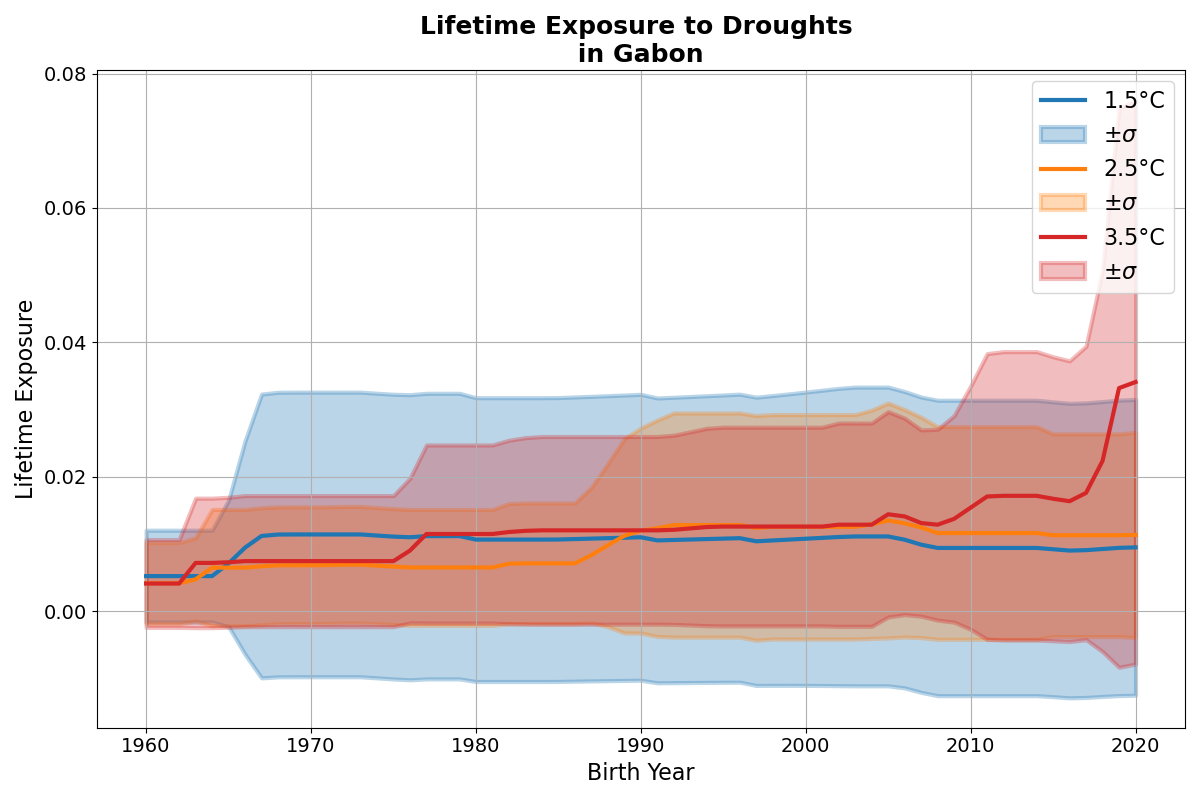 Lifetime Exposure to Droughts
in Gabon
0.08
0.06
0.04
0.02
0.00
Lifetime Exposure
1.5°C
±σ
2.5°C
±σ
3.5°C
±σ
1960 1970 1980 1990 2000 2010 2020
Birth Year